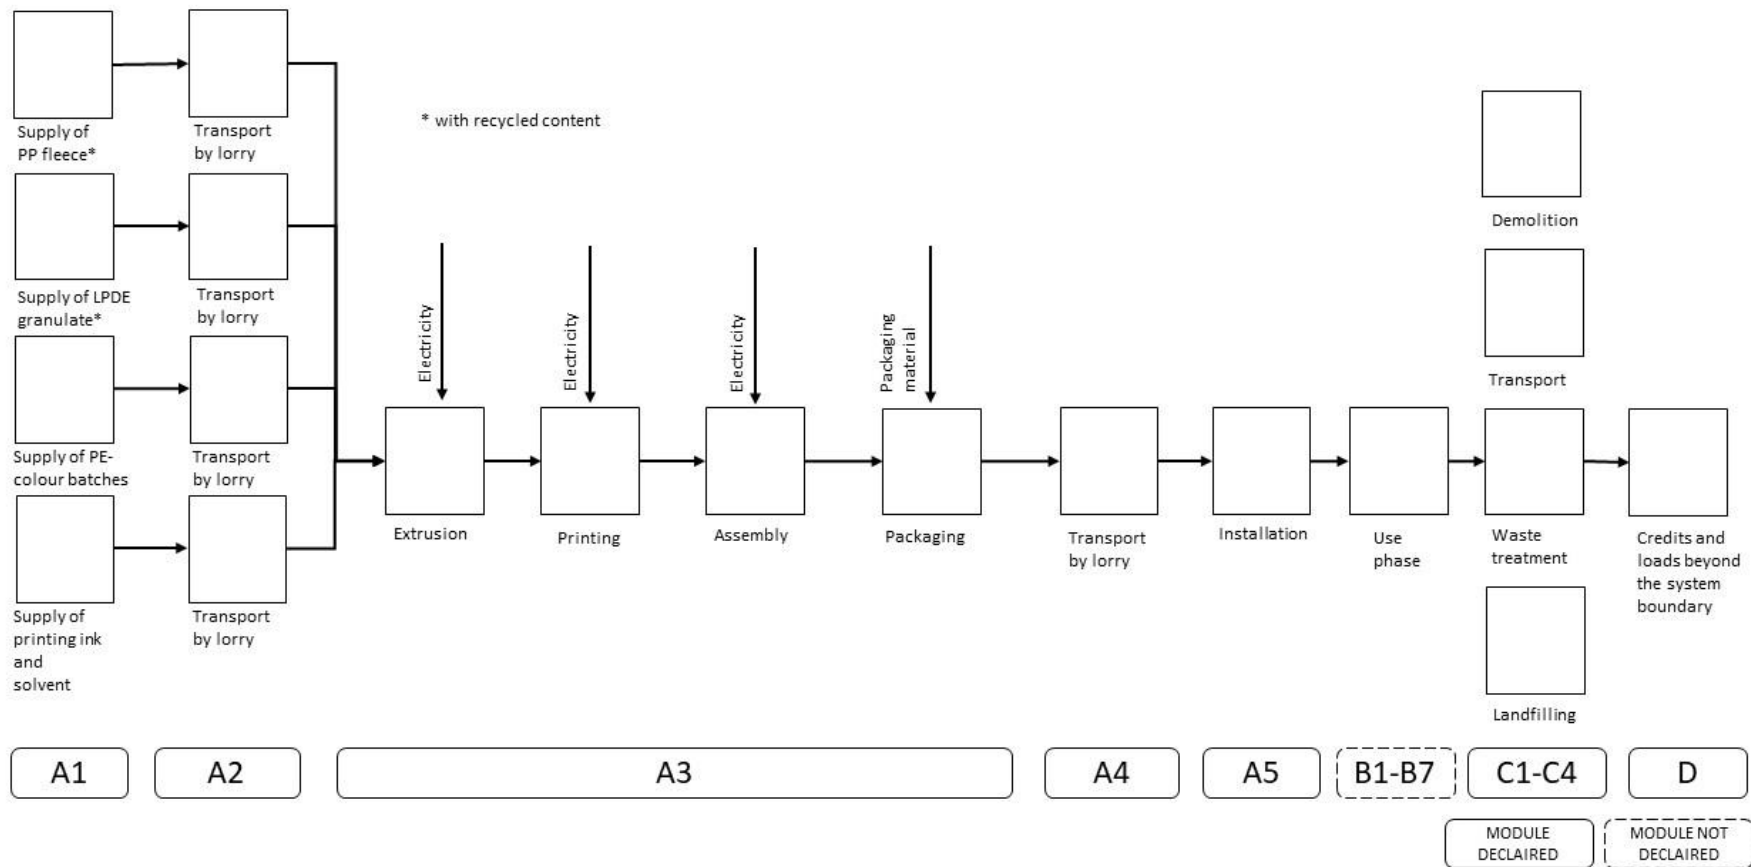 Supply of
PP fleece*
Transport
by lorry
* with recycled content
Demolition
Supply of LPDE
granulate*
Transport
by lorry
Electricity
Electricity
Electricity
Packaging
material
Transport
Supply of PE-
colour batches
Transport
by lorry
Extrusion
Printing
Assembly
Packaging
Transport
by lorry
Installation
Use
phase
Waste
treatment
Credits and
loads beyond
the system
boundary
Supply of
printing ink
and
solvent
Transport
by lorry
Landfilling
A1
A2
A3
A4
A5
B1-B7
C1-C4
D
MODULE
DECLAIRED
MODULE NOT
DECLAIRED